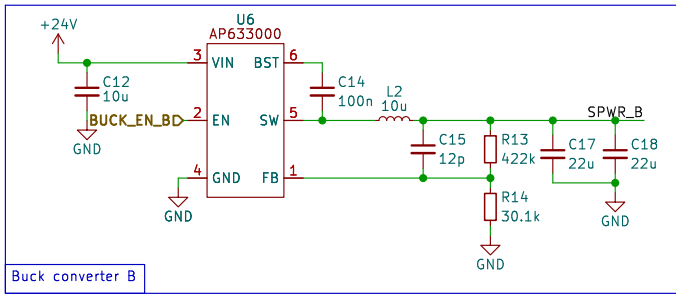 +24V
U6
AP633000
3 VIN BST 6
C12
10u
C14
100n
L2
10u
SPWR_B
BUCK_EN_B
2 EN SW 5
C15
12p
R13
422k
C17
22u
C18
22u
GND
4 GND FB 1
GND
R14
30.1k
GND
GND
Buck converter B